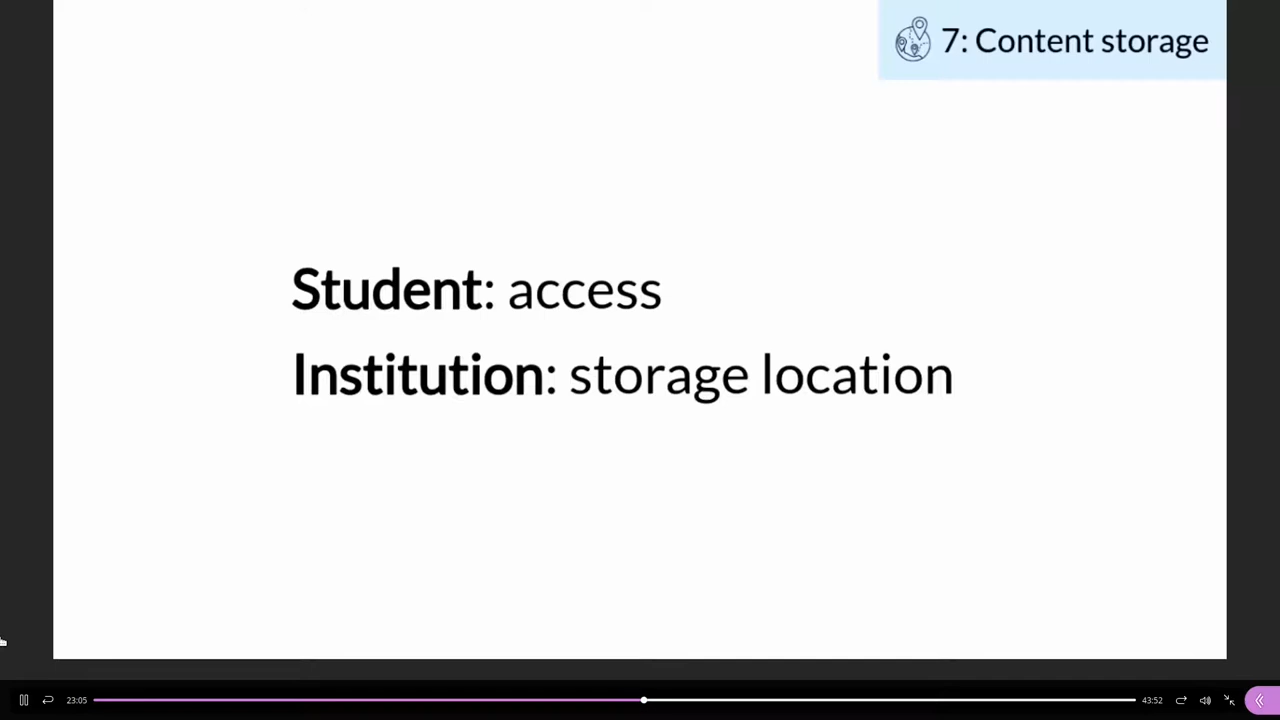 7: Content storage
Student: access
Institution: storage location
23:05
43:52